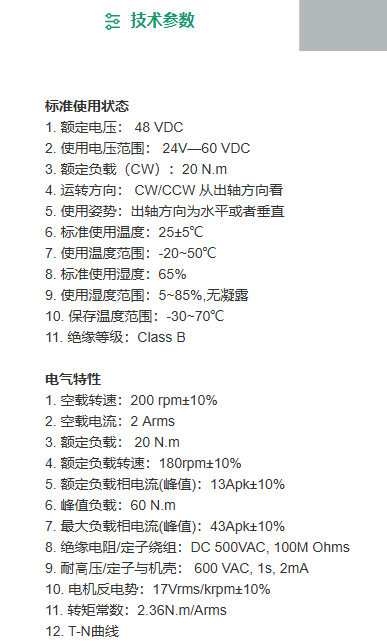 技术参数
标准使用状态
1. 额定电压： 48 VDC
2. 使用电压范围： 24V—60 VDC
3. 额定负载（CW）：20 N.m
4. 运转方向： CW/CCW 从出轴方向看
5. 使用姿势：出轴方向为水平或者垂直
6. 标准使用温度：25±5℃
7. 使用温度范围：-20~50℃
8. 标准使用湿度：65%
9. 使用湿度范围：5~85%,无凝露
10. 保存温度范围：-30~70℃
11. 绝缘等级：Class B
电气特性
1. 空载转速：200 rpm±10%
2. 空载电流：2 Arms
3. 额定负载： 20 N.m
4. 额定负载转速：180rpm±10%
5. 额定负载相电流(峰值)：13Apk±10%
6. 峰值负载：60 N.m
7. 最大负载相电流(峰值)：43Apk±10%
8. 绝缘电阻/定子绕组：DC 500VAC, 100M Ohms
9. 耐高压/定子与机壳： 600 VAC, 1s, 2mA
10. 电机反电势：17Vrms/krpm±10%
11. 转矩常数：2.36N.m/Arms
12. T-N曲线